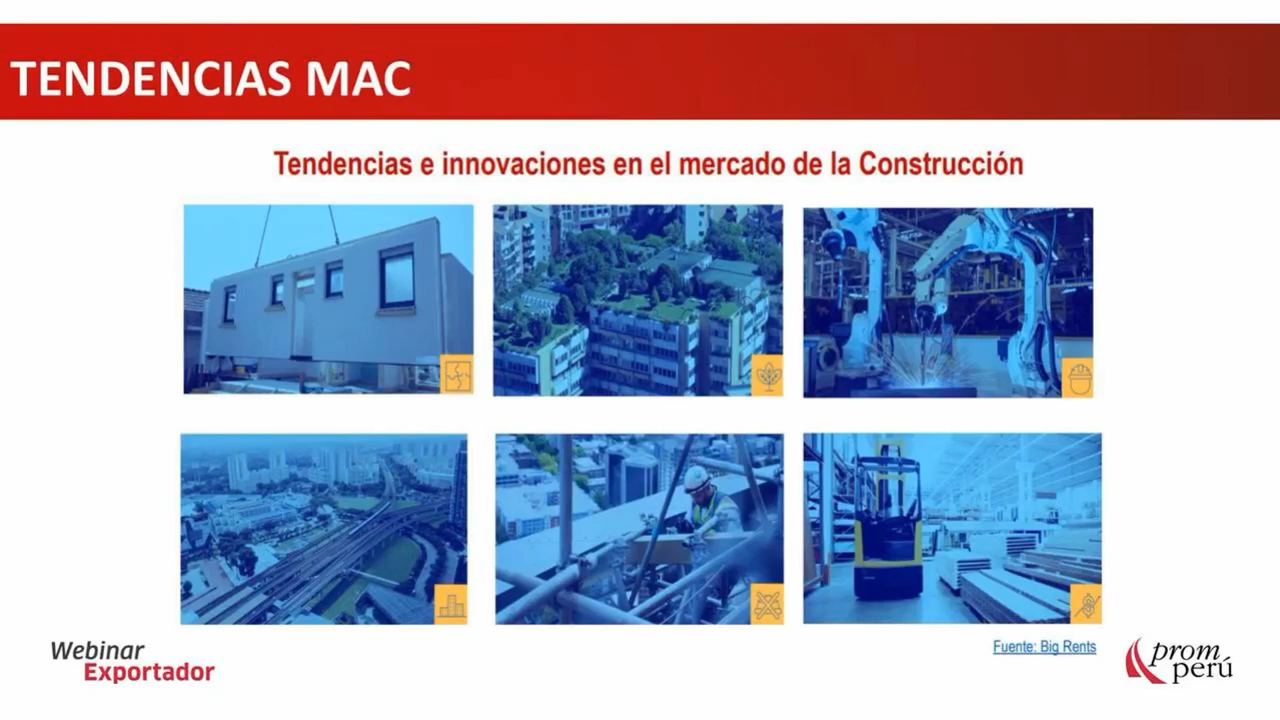 TENDENCIAS MAC
Tendencias e innovaciones en el mercado de la Construcción
Fuente: Big Rents
Webinar
Exportador
prom
perú